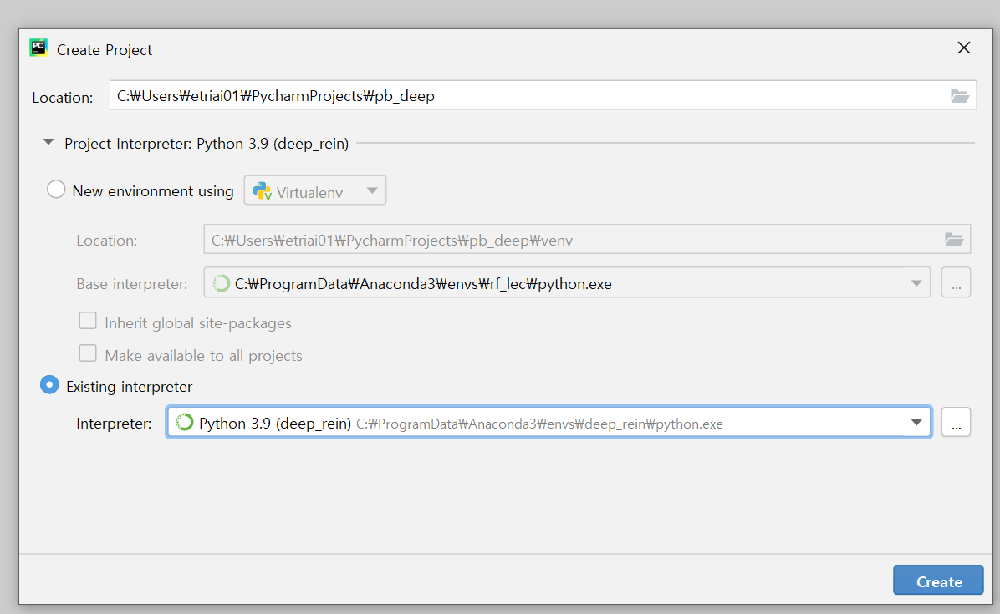 PC
Create Project
Location: C:₩Users₩etriai01₩PycharmProjects₩pb_deep
Project Interpreter: Python 3.9 (deep_rein)
New environment using Virtualenv
Location: C:₩Users₩etriai01₩PycharmProjects₩pb_deep₩venv
Base interpreter: C:₩ProgramData₩Anaconda3₩envs₩rf_lec₩python.exe ...
Inherit global site-packages
Make available to all projects
Existing interpreter
Interpreter: Python 3.9 (deep_rein) C:₩ProgramData₩Anaconda3₩envs₩deep_rein₩python.exe ...
Create